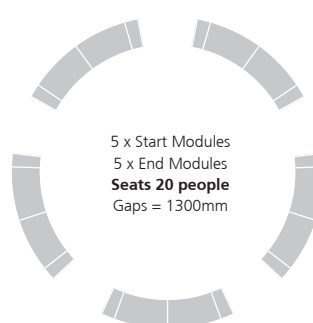 5 x Start Modules
5 x End Modules
Seats 20 people
Gaps = 1300mm